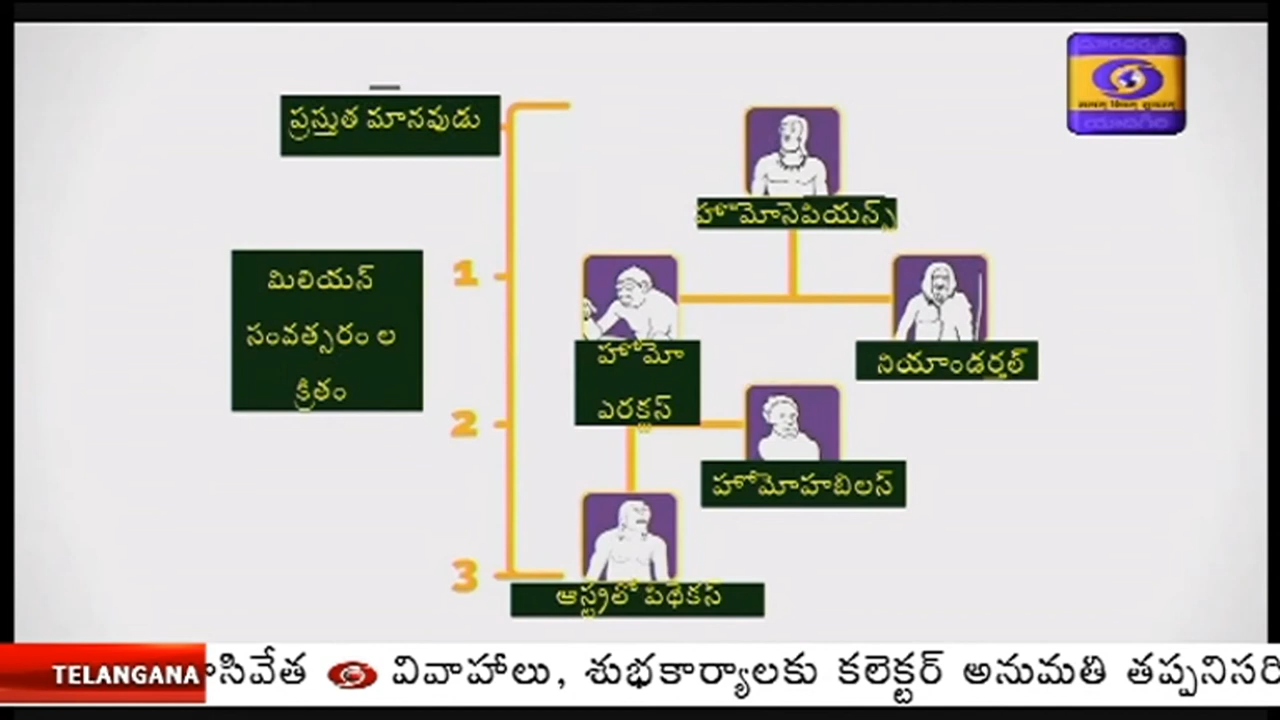 ప్రస్తుత మానవుడు
హోమోసెపియన్స్
మిలియన్
సంవత్సరం ల
క్రితం
1
2
3
హోమో
ఎరక్టస్
నియాండర్తల్
హోమోహబిలస్
ఆస్ట్రలో పిథేకస్
యాదగిరి
TELANGANA
సివేత వివాహాలు, శుభకార్యాలకు కలెక్టర్ అనుమతి తప్పనిసరి